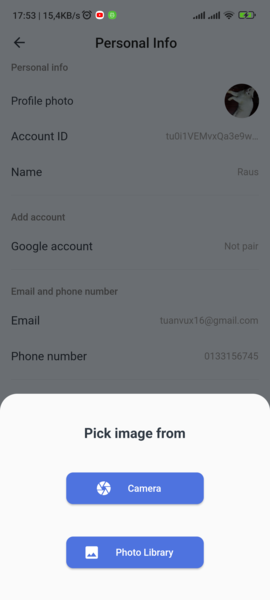 17:53 | 15,4KB/s
Personal Info
Personal info
Profile photo
Account ID tu0I1VEMvxQa3e9w...
Name Raus
Add account
Google account Not pair
Email and phone number
Email tuanvux16@gmail.com
Phone number 0133156745
Pick image from
Camera
Photo Library